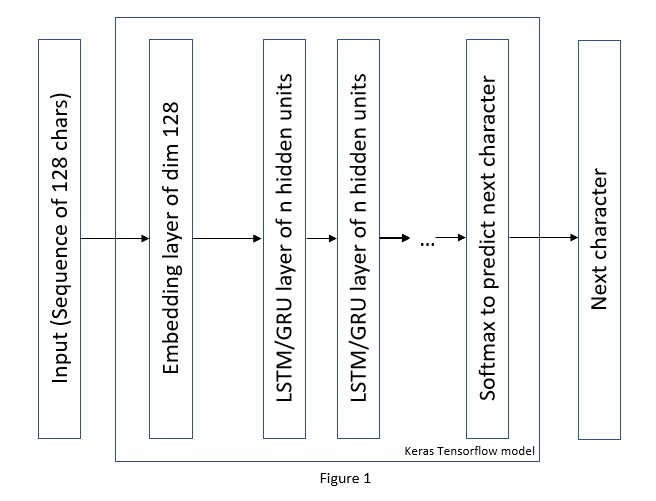 Input (Sequence of 128 chars)
Embedding layer of dim 128
LSTM/GRU layer of n hidden units
LSTM/GRU layer of n hidden units
...
Softmax to predict next character
Next character
Keras Tensorflow model
Figure 1